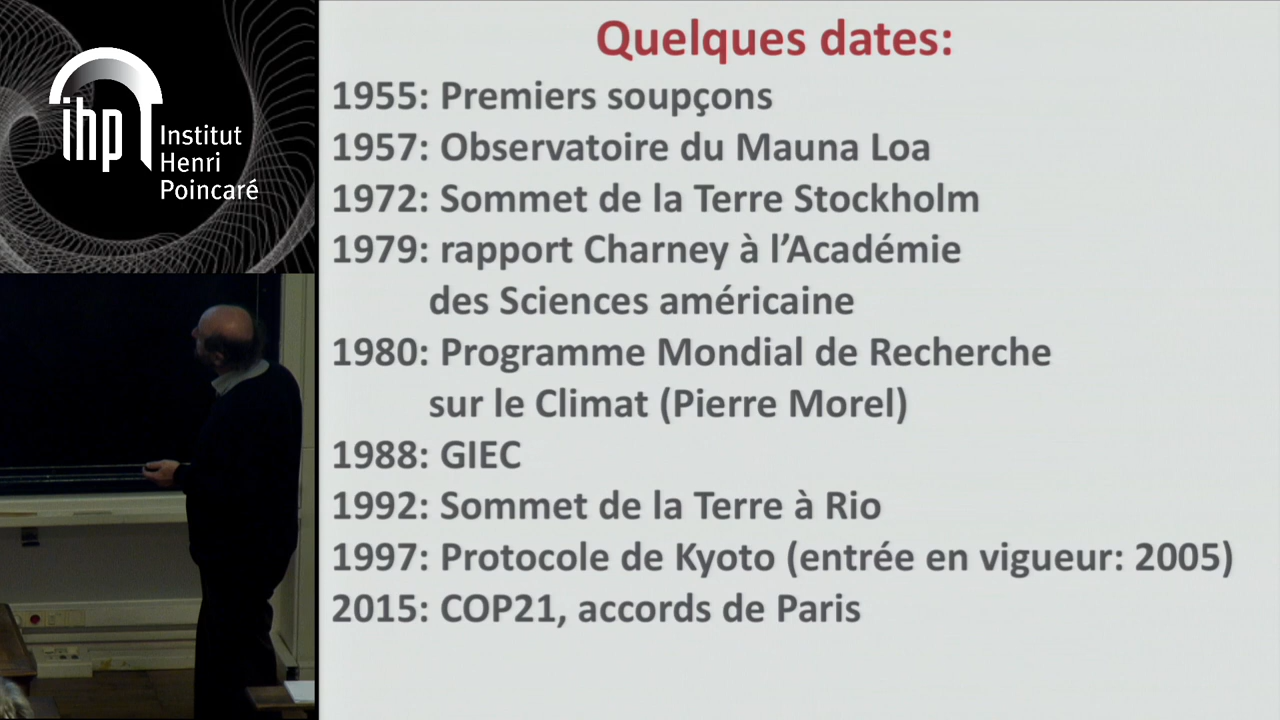 ihp
Institut
Henri
Poincaré
Quelques dates:
1955: Premiers soupçons
1957: Observatoire du Mauna Loa
1972: Sommet de la Terre Stockholm
1979: rapport Charney à l'Académie
des Sciences américaine
1980: Programme Mondial de Recherche
sur le Climat (Pierre Morel)
1988: GIEC
1992: Sommet de la Terre à Rio
1997: Protocole de Kyoto (entrée en vigueur: 2005)
2015: COP21, accords de Paris